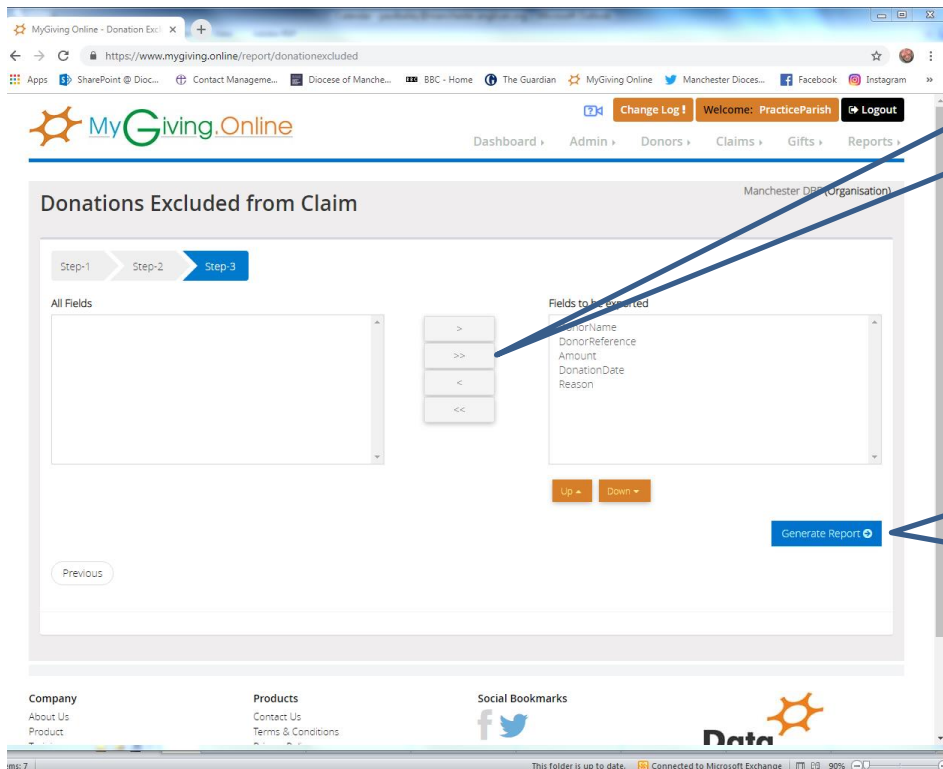 MyGiving Online - Donation Excl
https://www.mygiving.online/report/donationexcluded
Apps SharePoint @ Dioc... Contact Manageme... Diocese of Manche... BBC - Home The Guardian MyGiving Online Manchester Dioces... Facebook Instagram »
MyGiving.Online
Change Log ! Welcome: PracticeParish Logout
Dashboard Admin Donors Claims Gifts Reports
Donations Excluded from Claim
(Organisation)
Step-1 Step-2 Step-3
All Fields
Fields to be exported
>
>>
<
<<
DonorName
DonorReference
Amount
DonationDate
Reason
Up Down
Generate Report
Previous
Company Products Social Bookmarks
About Us Contact Us
Product Terms & Conditions
Data
ems: 7 This folder is up to date. Connected to Microsoft Exchange 90%